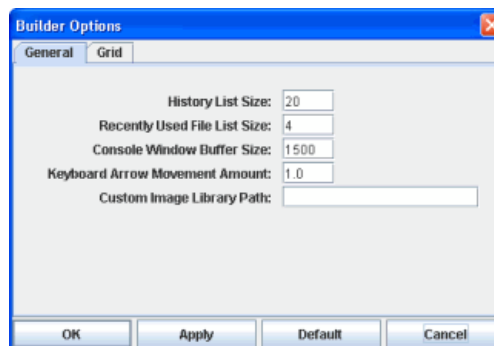 Builder Options
General Grid
History List Size: 20
Recently Used File List Size: 4
Console Window Buffer Size: 1500
Keyboard Arrow Movement Amount: 1.0
Custom Image Library Path:
OK Apply Default Cancel